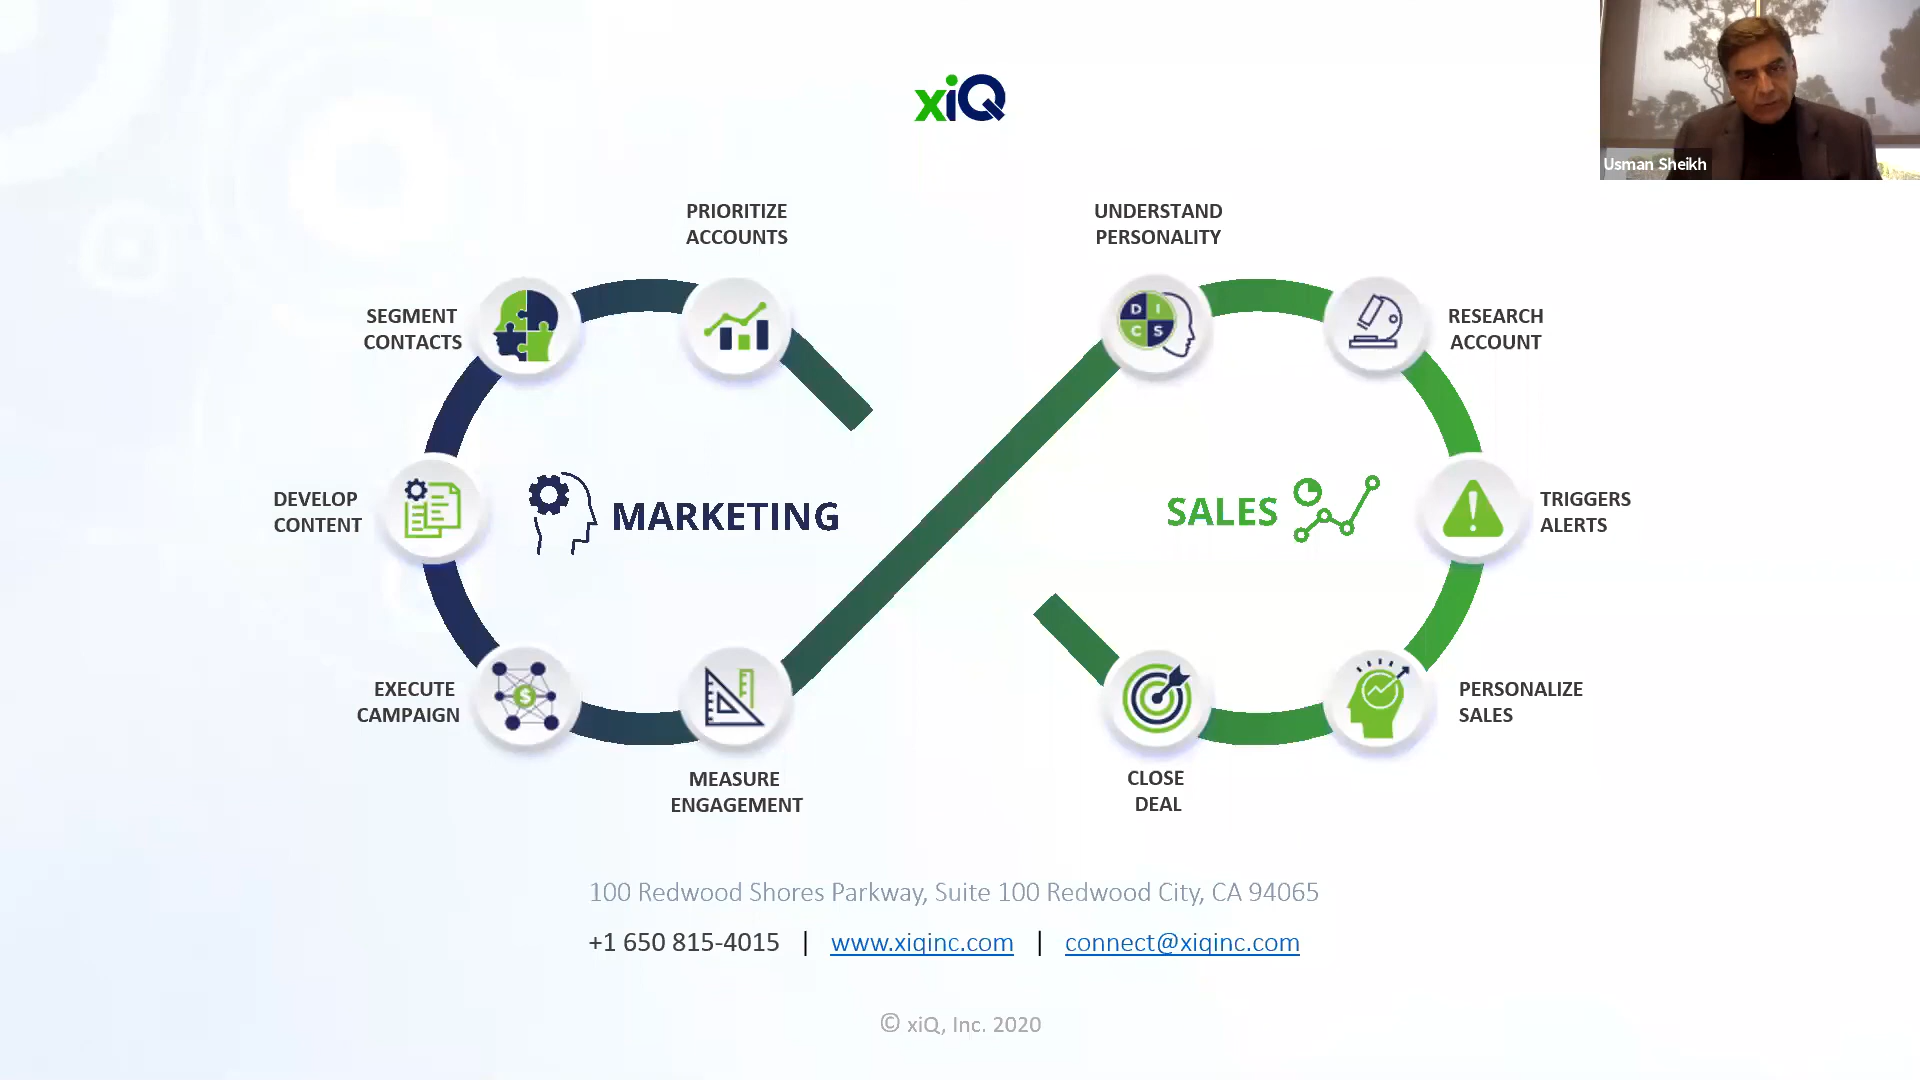 xiQ
Usman Sheikh
PRIORITIZE
ACCOUNTS
UNDERSTAND
PERSONALITY
SEGMENT
CONTACTS
D I
C S
RESEARCH
ACCOUNT
DEVELOP
CONTENT
MARKETING
SALES
TRIGGERS
ALERTS
EXECUTE
CAMPAIGN
$
PERSONALIZE
SALES
MEASURE
ENGAGEMENT
CLOSE
DEAL
100 Redwood Shores Parkway, Suite 100 Redwood City, CA 94065
+1 650 815-4015 | www.xiqinc.com | connect@xiqinc.com
© xiQ, Inc. 2020